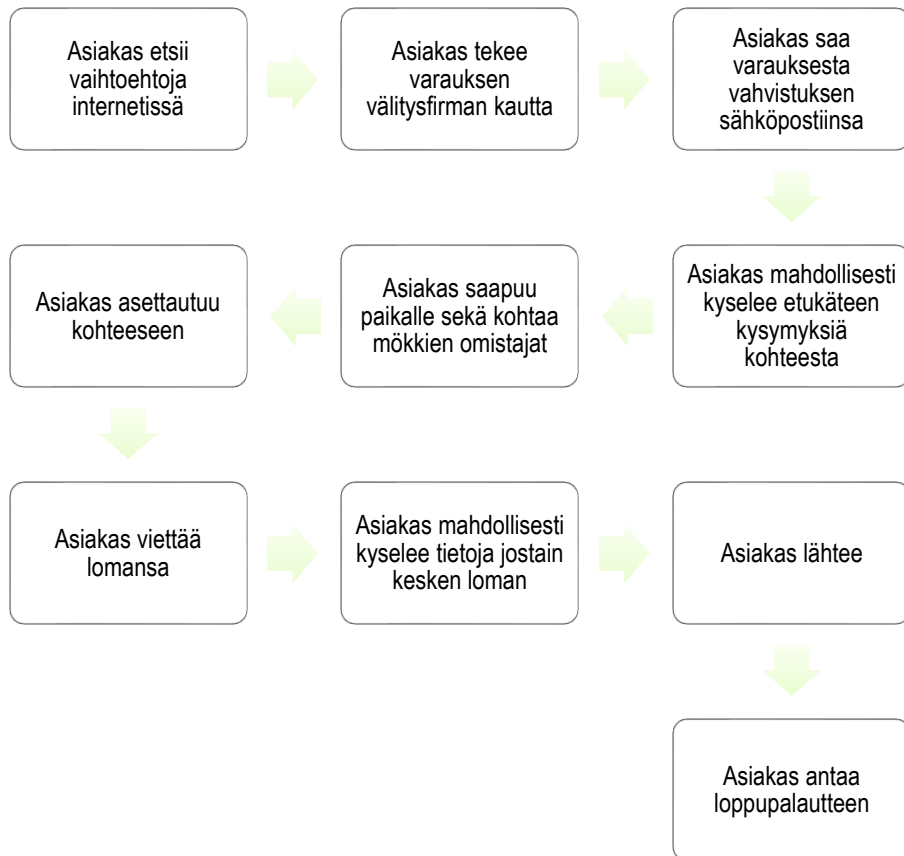 Asiakas etsii
vaihtoehtoja
internetissä
Asiakas tekee
varauksen
välitysfirman kautta
Asiakas saa
varauksesta
vahvistuksen
sähköpostiinsa
Asiakas mahdollisesti
kyselee etukäteen
kysymyksiä
kohteesta
Asiakas saapuu
paikalle sekä kohtaa
mökkien omistajat
Asiakas asettautuu
kohteeseen
Asiakas viettää
lomansa
Asiakas mahdollisesti
kyselee tietoja jostain
kesken loman
Asiakas lähtee
Asiakas antaa
loppupalautteen